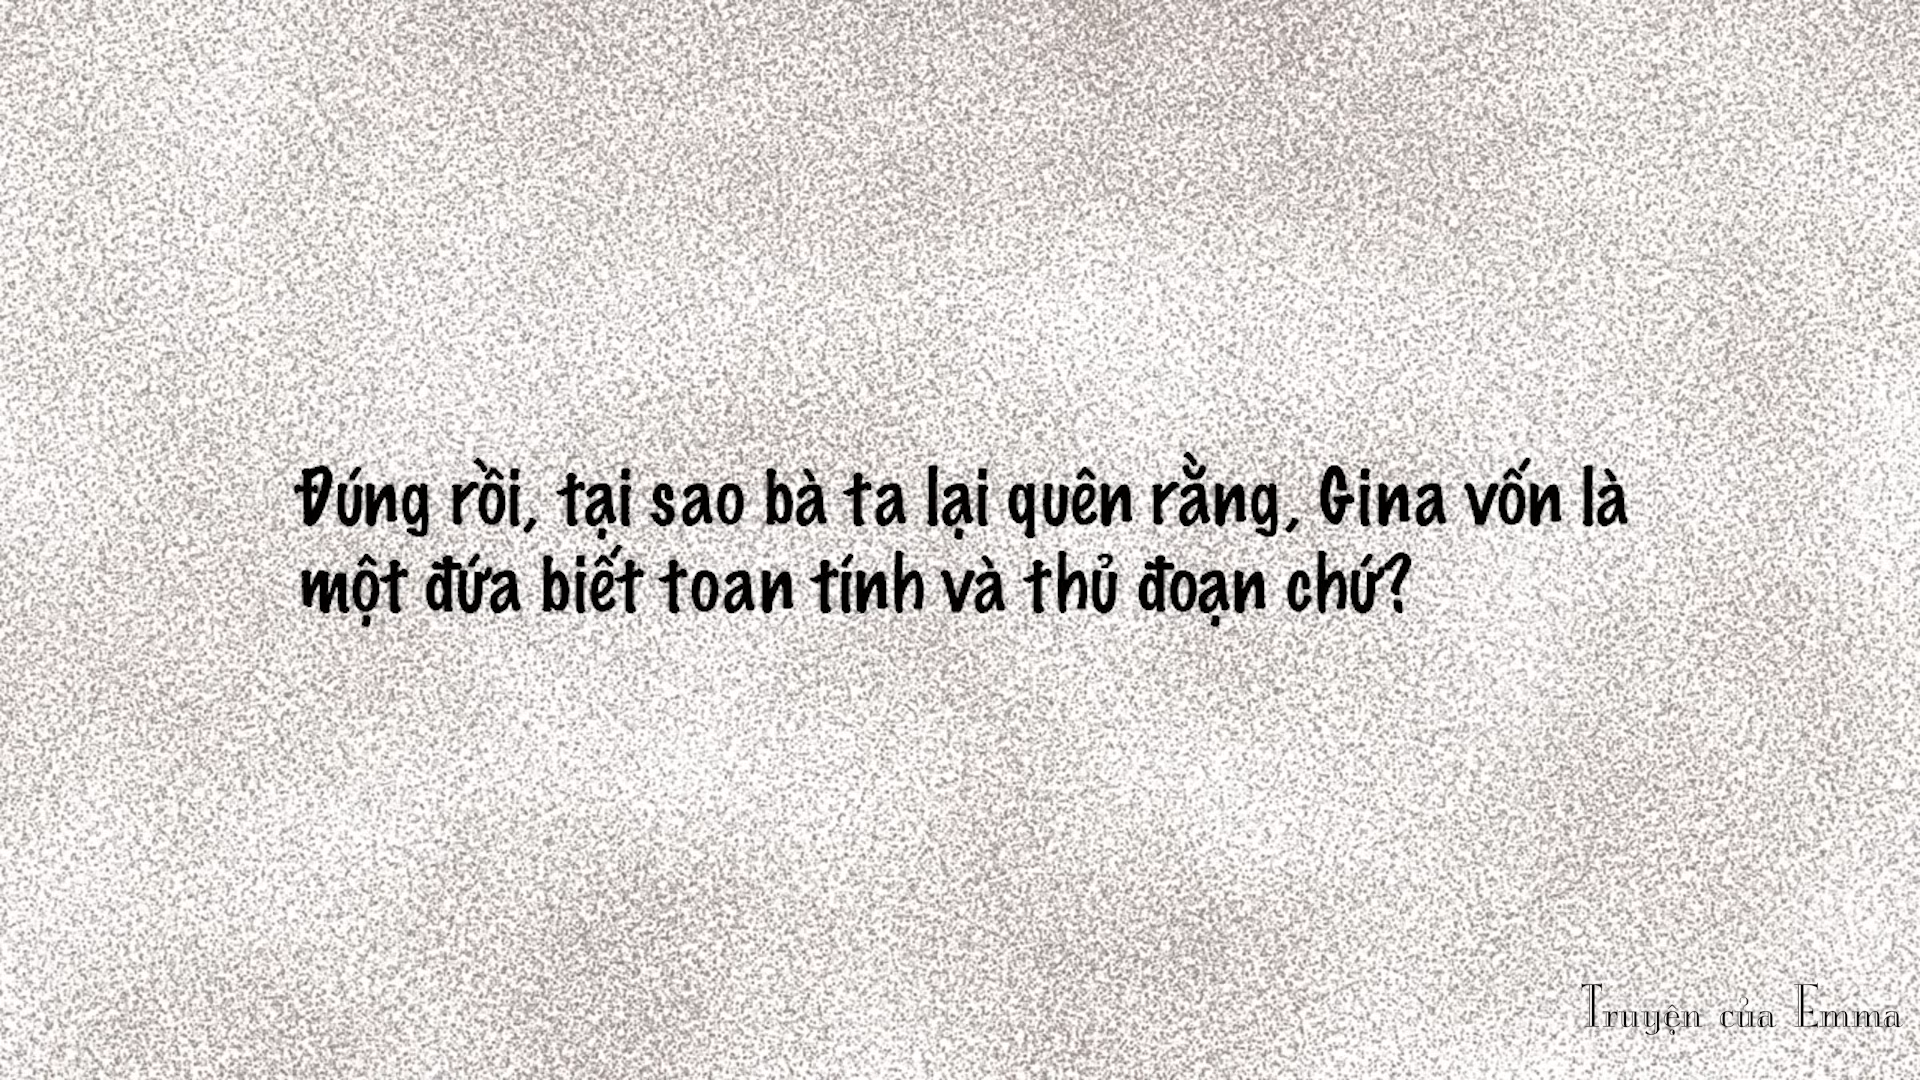 Đúng rồi, tại sao bà ta lại quên rằng, Gina vốn là
một đứa biết toan tính và thủ đoạn chứ?
Truyện của Emma